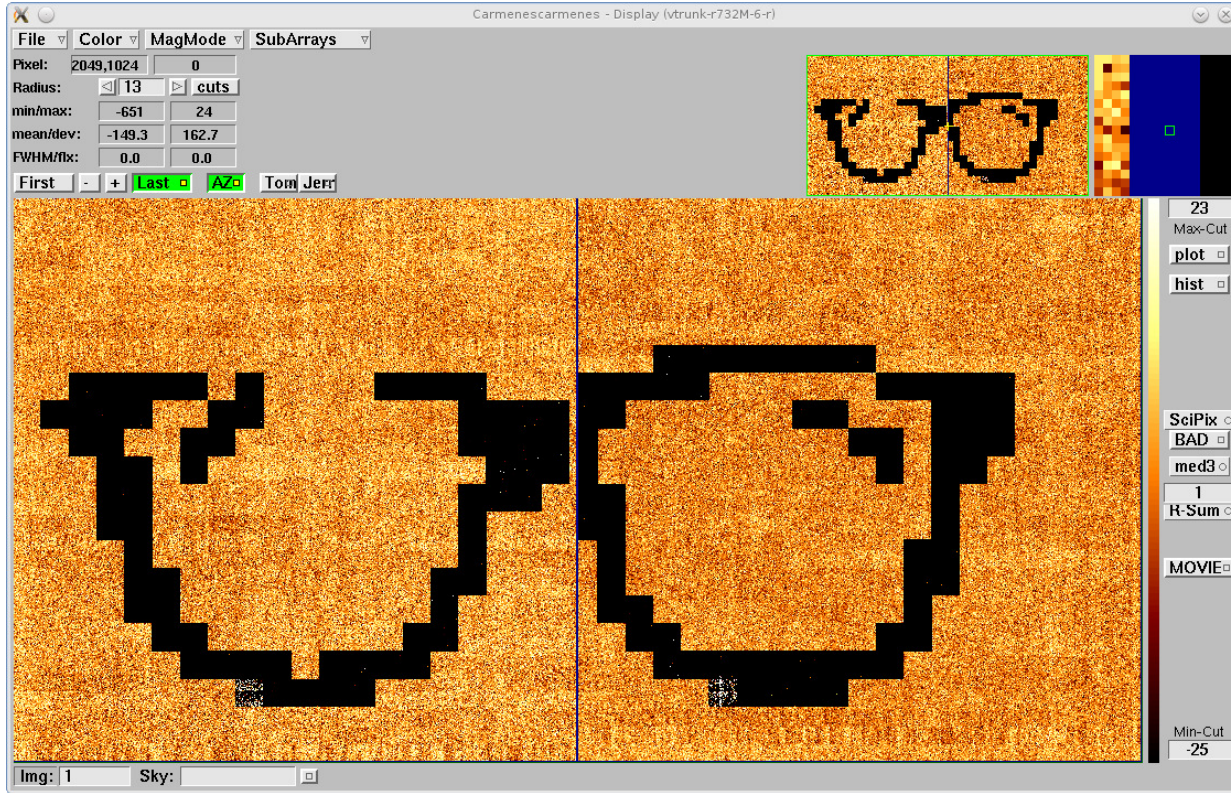 Carmenescarmenes - Display (vtrunk-r732M-6-r)
File Color MagMode SubArrays
Pixel: 2049,1024 0
Radius: 13 cuts
min/max: -651 24
mean/dev: -149.3 162.7
FWHM/flx: 0.0 0.0
First - + Last AZ Tom Jerr
23
Max-Cut
plot
hist
SciPix
BAD
med3
1
R-Sum
MOVIE
Min-Cut
-25
Img: 1 Sky: